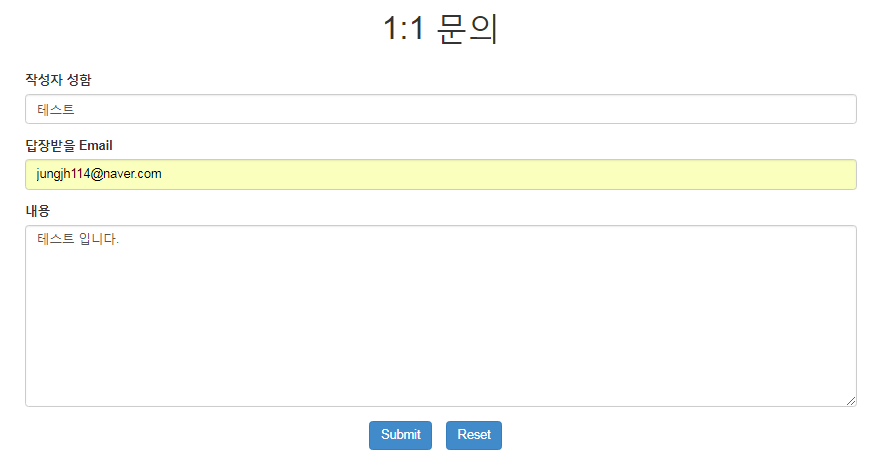 1:1 문의
작성자 성함
테스트
답장받을 Email
jungjh114@naver.com
내용
테스트 입니다.
Submit Reset